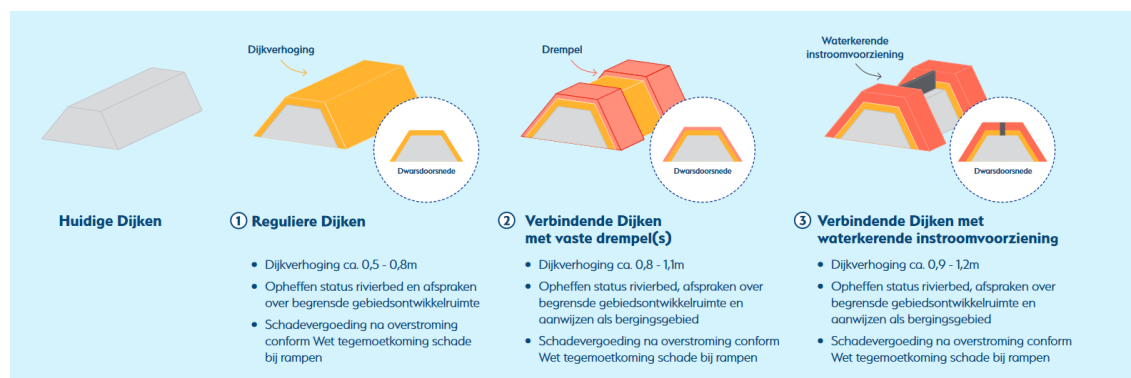 Dijkverhoging
Dwarsdoorsnede
Drempel
Dwarsdoorsnede
Waterkerende
instroomvoorziening
Dwarsdoorsnede
Huidige Dijken
1 Reguliere Dijken
• Dijkverhoging ca. 0,5 - 0,8m
• Opheffen status rivierbed en afspraken
over begrensde gebiedsontwikkelruimte
• Schadevergoeding na overstroming
conform Wet tegemoetkoming schade
bij rampen
2 Verbindende Dijken
met vaste drempel(s)
• Dijkverhoging ca. 0,8 - 1,1m
• Opheffen status rivierbed, afspraken over
begrensde gebiedsontwikkelruimte en
aanwijzen als bergingsgebied
• Schadevergoeding na overstroming conform
Wet tegemoetkoming schade bij rampen
3 Verbindende Dijken met
waterkerende instroomvoorziening
• Dijkverhoging ca. 0,9 - 1,2m
• Opheffen status rivierbed, afspraken over
begrensde gebiedsontwikkelruimte en
aanwijzen als bergingsgebied
• Schadevergoeding na overstroming conform
Wet tegemoetkoming schade bij rampen